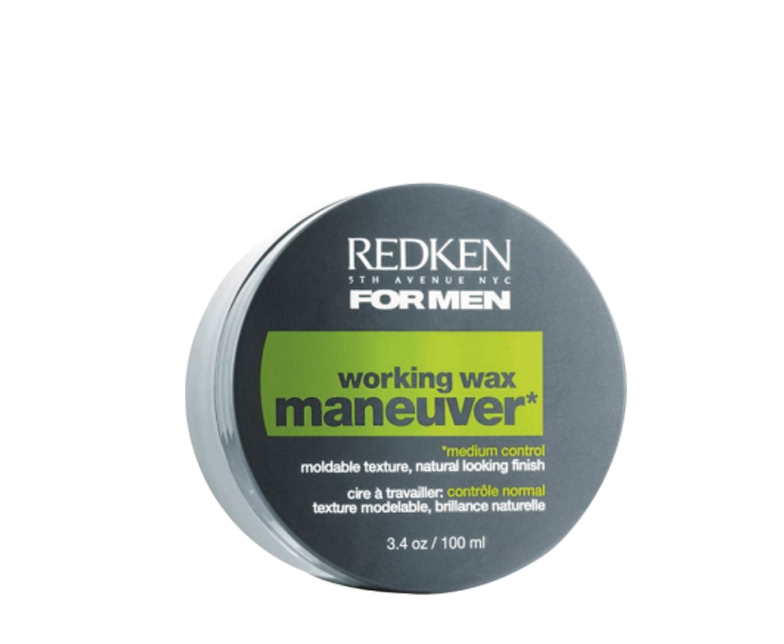 REDKEN
5TH AVENUE NYC
FOR MEN
working wax
maneuver*
*medium control
moldable texture, natural looking finish
cire à travailler: contrôle normal
texture modelable, brillance naturelle
3.4 oz / 100 ml